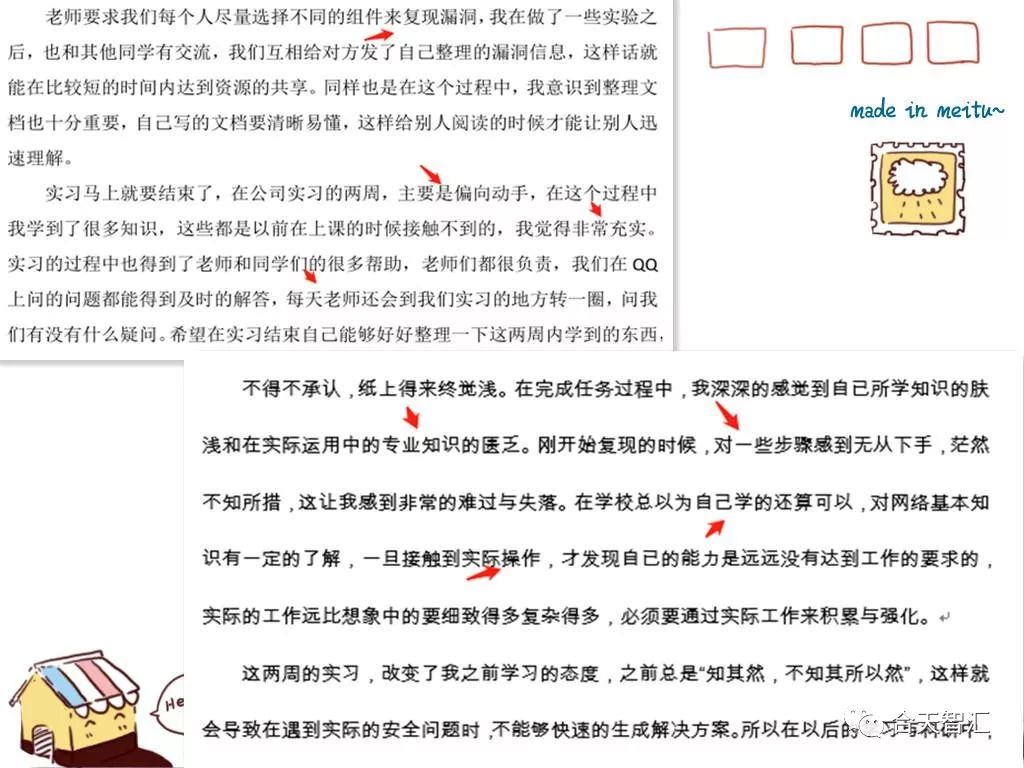 老师要求我们每个人尽量选择不同的组件来复现漏洞，我在做了一些实验之
后，也和其他同学有交流，我们互相给对方发了自己整理的漏洞信息，这样话就
能在比较短的时间内达到资源的共享。同样也是在这个过程中，我意识到整理文
档也十分重要，自己写的文档要清晰易懂，这样给别人阅读的时候才能让别人迅
速理解。
实习马上就要结束了，在公司实习的两周，主要是偏向动手，在这个过程中
我学到了很多知识，这些都是以前在上课的时候接触不到的，我觉得非常充实。
实习的过程中也得到了老师和同学们的很多帮助，老师们都很负责，我们在 QQ
上问的问题都能得到及时的解答，每天老师还会到我们实习的地方转一圈，问我
们有没有什么疑问。希望在实习结束自己能够好好整理一下这两周内学到的东西，
made in meitu~
不得不承认，纸上得来终觉浅。在完成任务过程中，我深深的感觉到自已所学知识的肤
浅和在实际运用中的专业知识的匮乏。刚开始复现的时候，对一些步骤感到无从下手，茫然
不知所措，这让我感到非常的难过与失落。在学校总以为自己学的还算可以，对网络基本知
识有一定的了解，一旦接触到实际操作，才发现自已的能力是远远没有达到工作的要求的，
实际的工作远比想象中的要细致得多复杂得多，必须要通过实际工作来积累与强化。
这两周的实习，改变了我之前学习的态度，之前总是“知其然，不知其所以然”，这样就
会导致在遇到实际的安全问题时，不能够快速的生成解决方案。所以在以后的
合天智汇
He